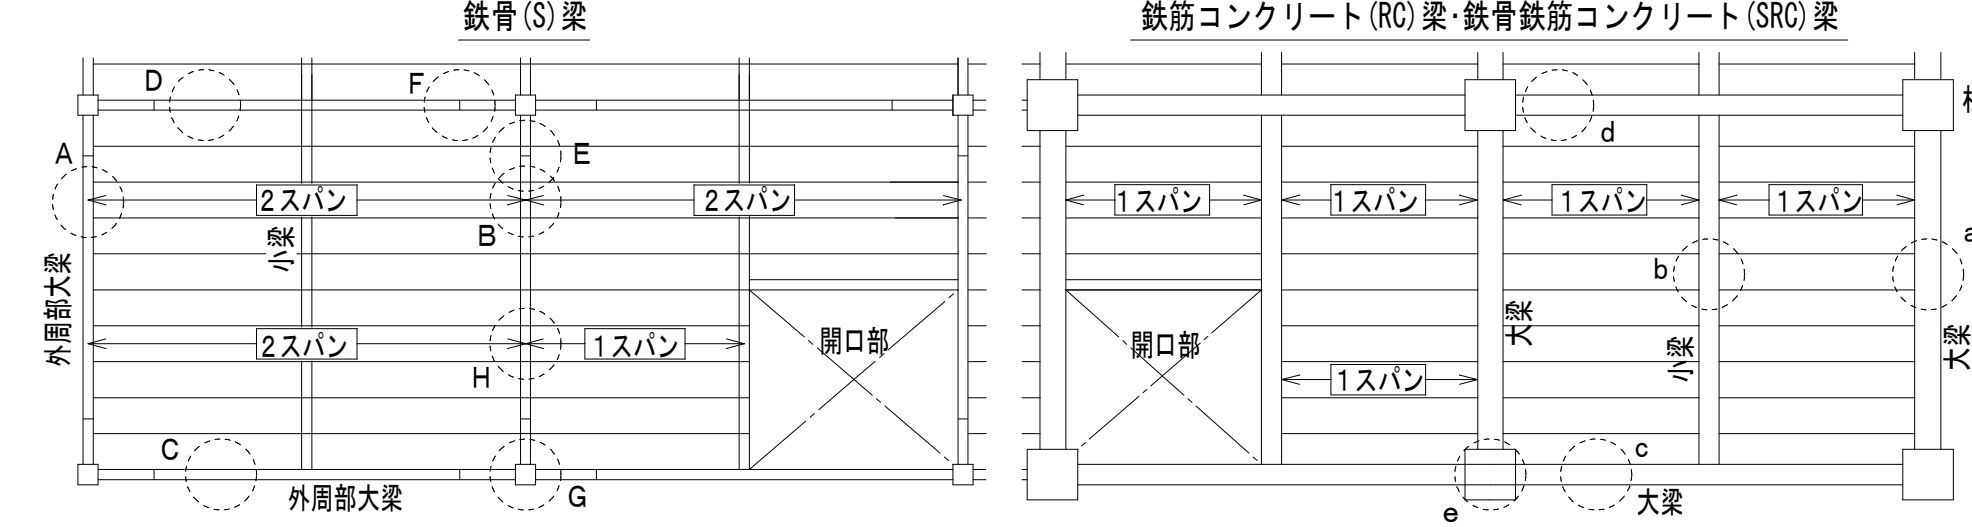 鉄骨(S)梁
D
F
A
E
2スパン
2スパン
B
小梁
外周部大梁
2スパン
1スパン
開口部
H
C
外周部大梁
G
鉄筋コンクリート(RC)梁・鉄骨鉄筋コンクリート(SRC)梁
d
1スパン
1スパン
1スパン
1スパン
a
b
開口部
大梁
小梁
大梁
1スパン
c
大梁
e